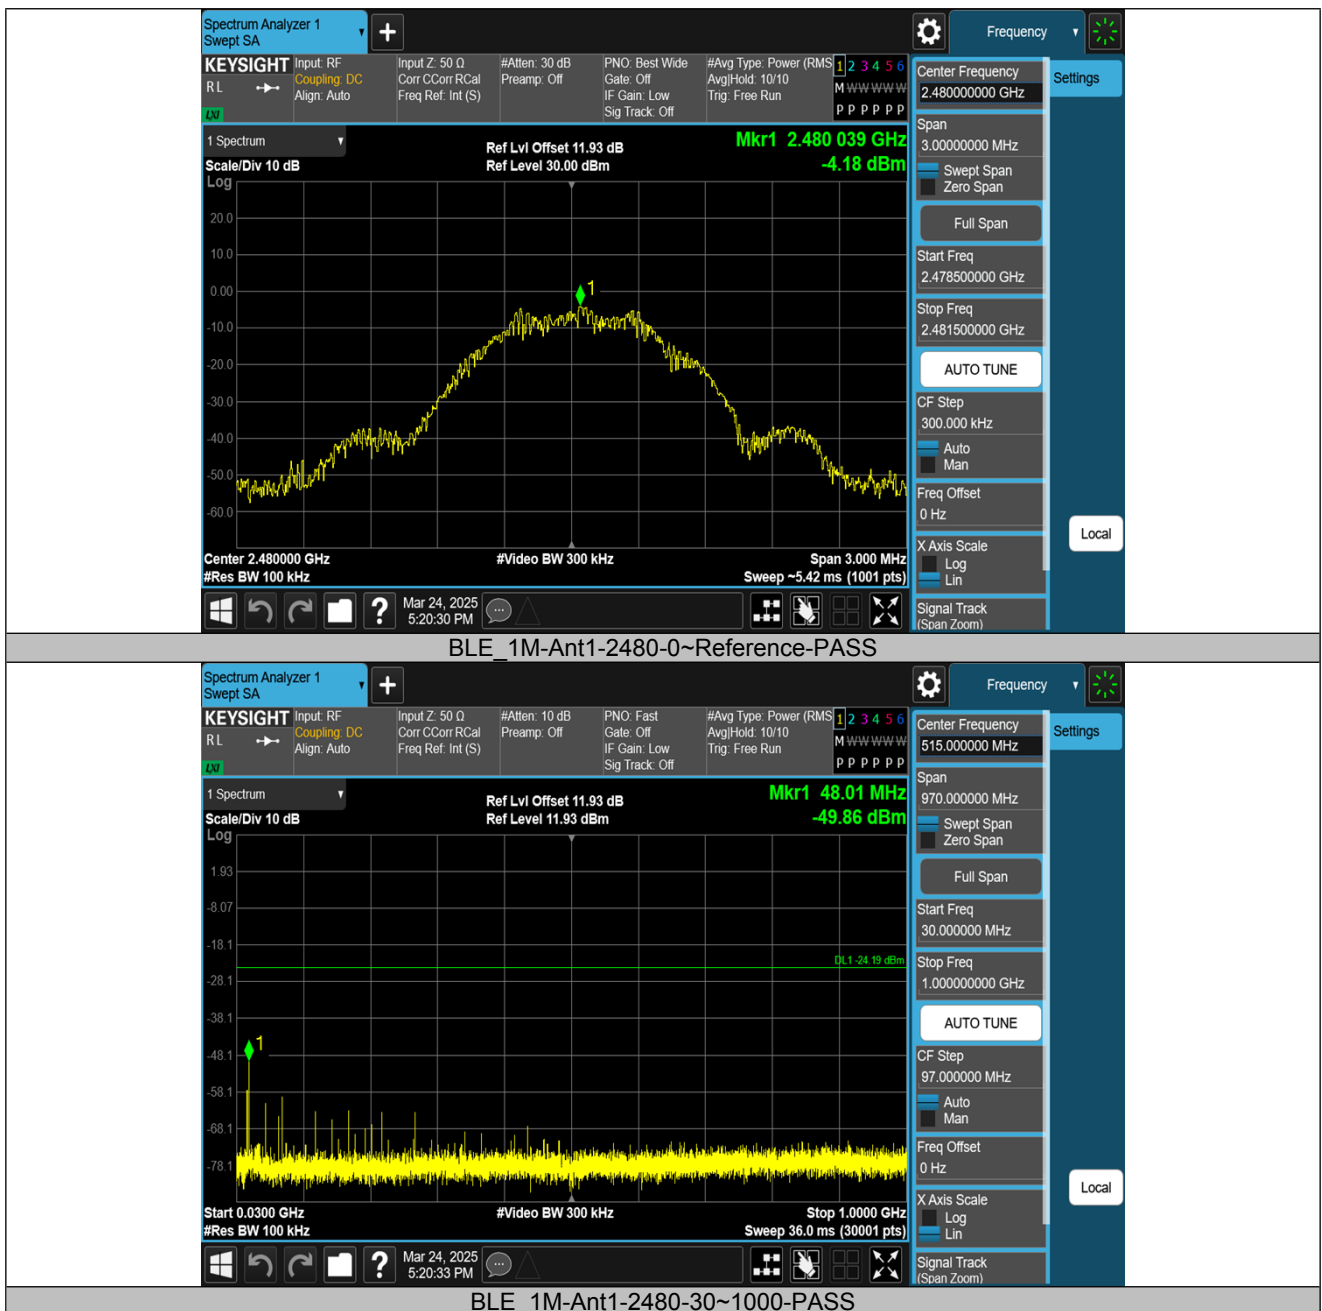 Spectrum Analyzer 1
Swept SA
Frequency
KEYSIGHT
RL
LXI
Input: RF
Coupling: DC
Align: Auto
Input Z: 50 Ω
Corr CCorr RCal
Freq Ref: Int (S)
#Atten: 30 dB
Preamp: Off
PNO: Best Wide
Gate: Off
IF Gain: Low
Sig Track: Off
#Avg Type: Power (RMS
Avg|Hold: 10/10
Trig: Free Run
1 2 3 4 5 6
M W W W W W
P P P P P P
1 Spectrum
Scale/Div 10 dB
Log
Ref Lvl Offset 11.93 dB
Ref Level 30.00 dBm
Mkr1 2.480 039 GHz
-4.18 dBm
1
20.0
10.0
0.00
-10.0
-20.0
-30.0
-40.0
-50.0
-60.0
Center 2.480000 GHz
#Video BW 300 kHz
Span 3.000 MHz
#Res BW 100 kHz
Sweep ~5.42 ms (1001 pts)
Mar 24, 2025
5:20:30 PM
Center Frequency
2.480000000 GHz
Settings
Span
3.00000000 MHz
Swept Span
Zero Span
Full Span
Start Freq
2.478500000 GHz
Stop Freq
2.481500000 GHz
AUTO TUNE
CF Step
300.000 kHz
Auto
Man
Freq Offset
0 Hz
X Axis Scale
Log
Lin
Signal Track
(Span Zoom)
Local
BLE_1M-Ant1-2480-0~Reference-PASS
Spectrum Analyzer 1
Swept SA
Frequency
KEYSIGHT
RL
LXI
Input: RF
Coupling: DC
Align: Auto
Input Z: 50 Ω
Corr CCorr RCal
Freq Ref: Int (S)
#Atten: 10 dB
Preamp: Off
PNO: Fast
Gate: Off
IF Gain: Low
Sig Track: Off
#Avg Type: Power (RMS
Avg|Hold: 10/10
Trig: Free Run
1 2 3 4 5 6
M W W W W W
P P P P P P
1 Spectrum
Scale/Div 10 dB
Log
Ref Lvl Offset 11.93 dB
Ref Level 11.93 dBm
Mkr1 48.01 MHz
-49.86 dBm
1.93
-8.07
-18.1
DL1 -24.19 dBm
-28.1
-38.1
1
-48.1
-58.1
-68.1
-78.1
Start 0.0300 GHz
#Video BW 300 kHz
Stop 1.0000 GHz
#Res BW 100 kHz
Sweep 36.0 ms (30001 pts)
Mar 24, 2025
5:20:33 PM
Center Frequency
515.000000 MHz
Settings
Span
970.000000 MHz
Swept Span
Zero Span
Full Span
Start Freq
30.000000 MHz
Stop Freq
1.000000000 GHz
AUTO TUNE
CF Step
97.000000 MHz
Auto
Man
Freq Offset
0 Hz
X Axis Scale
Log
Lin
Signal Track
(Span Zoom)
Local
BLE_1M-Ant1-2480-30~1000-PASS